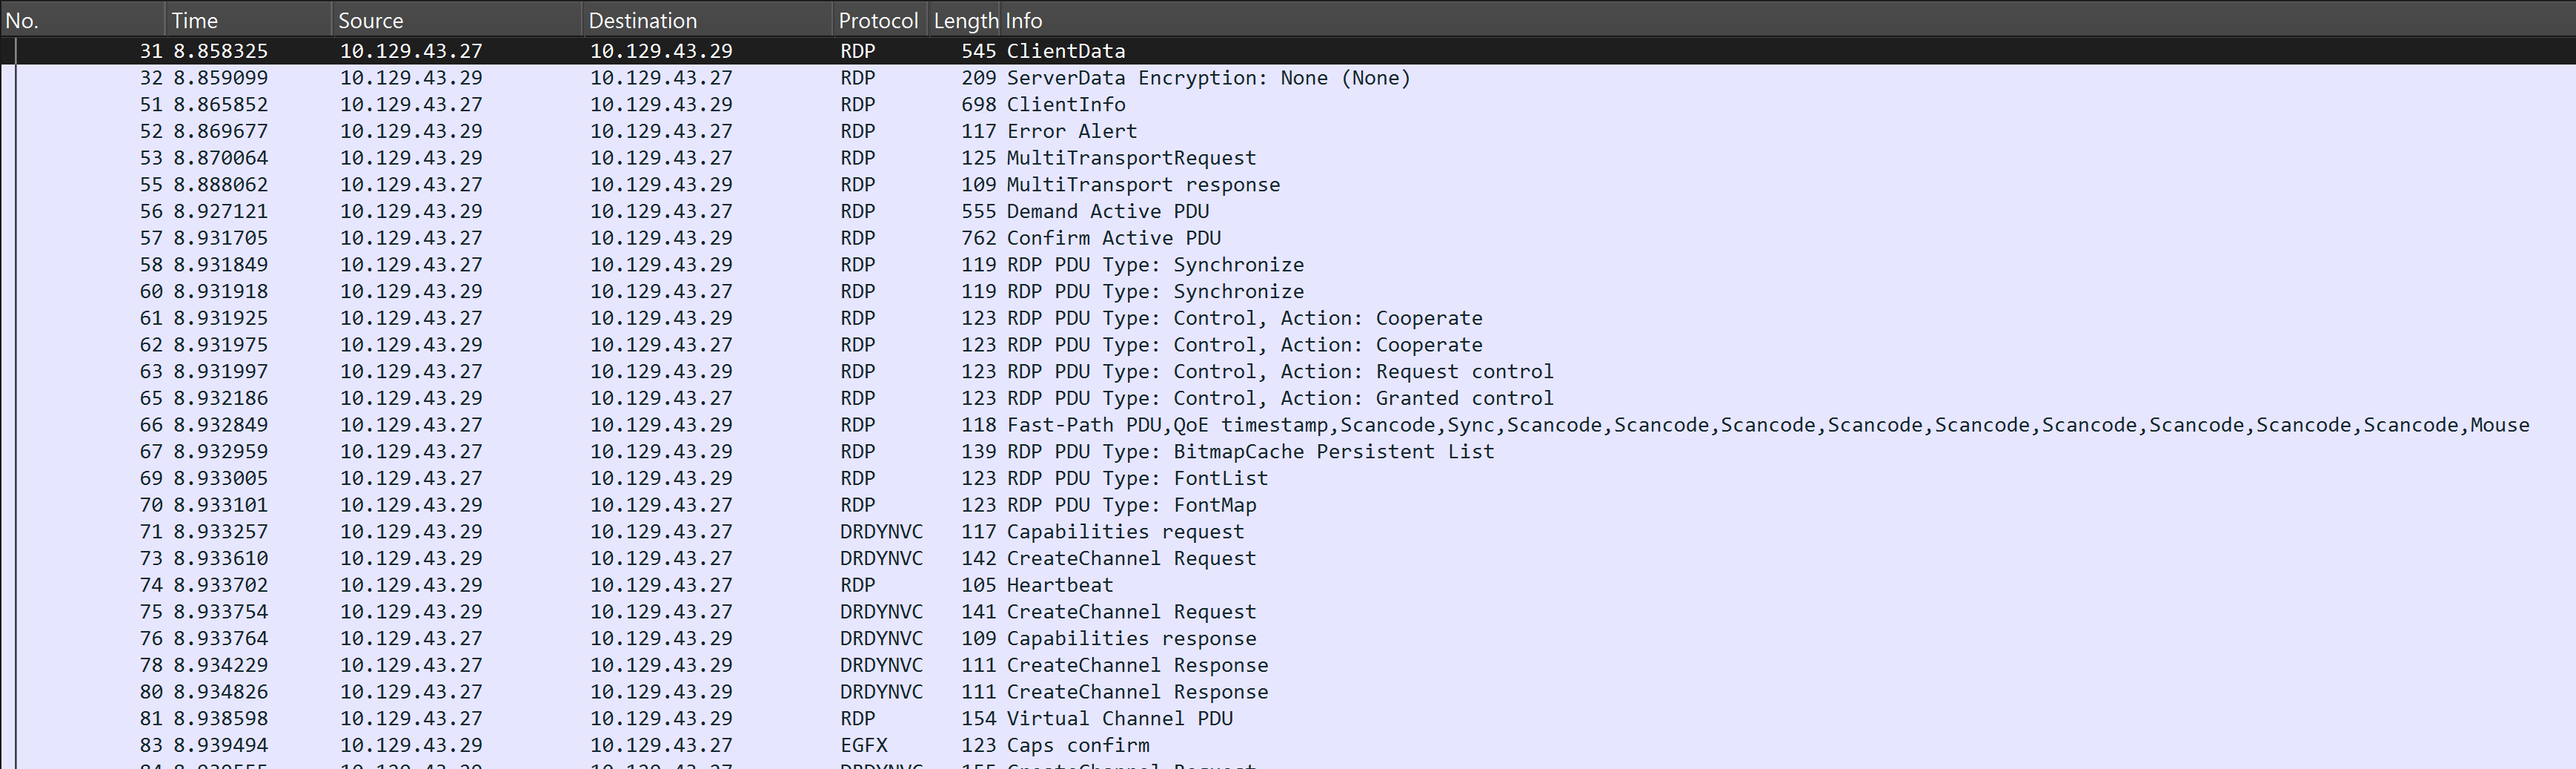 No. Time Source Destination Protocol Length Info
31 8.858325 10.129.43.27 10.129.43.29 RDP 545 ClientData
32 8.859099 10.129.43.29 10.129.43.27 RDP 209 ServerData Encryption: None (None)
51 8.865852 10.129.43.27 10.129.43.29 RDP 698 ClientInfo
52 8.869677 10.129.43.29 10.129.43.27 RDP 117 Error Alert
53 8.870064 10.129.43.29 10.129.43.27 RDP 125 MultiTransportRequest
55 8.888062 10.129.43.27 10.129.43.29 RDP 109 MultiTransport response
56 8.927121 10.129.43.29 10.129.43.27 RDP 555 Demand Active PDU
57 8.931705 10.129.43.27 10.129.43.29 RDP 762 Confirm Active PDU
58 8.931849 10.129.43.27 10.129.43.29 RDP 119 RDP PDU Type: Synchronize
60 8.931918 10.129.43.29 10.129.43.27 RDP 119 RDP PDU Type: Synchronize
61 8.931925 10.129.43.27 10.129.43.29 RDP 123 RDP PDU Type: Control, Action: Cooperate
62 8.931975 10.129.43.29 10.129.43.27 RDP 123 RDP PDU Type: Control, Action: Cooperate
63 8.931997 10.129.43.27 10.129.43.29 RDP 123 RDP PDU Type: Control, Action: Request control
65 8.932186 10.129.43.29 10.129.43.27 RDP 123 RDP PDU Type: Control, Action: Granted control
66 8.932849 10.129.43.27 10.129.43.29 RDP 118 Fast-Path PDU,QoE timestamp,Scancode,Sync,Scancode,Scancode,Scancode,Scancode,Scancode,Scancode,Scancode,Scancode,Scancode,Mouse
67 8.932959 10.129.43.27 10.129.43.29 RDP 139 RDP PDU Type: BitmapCache Persistent List
69 8.933005 10.129.43.27 10.129.43.29 RDP 123 RDP PDU Type: FontList
70 8.933101 10.129.43.29 10.129.43.27 RDP 123 RDP PDU Type: FontMap
71 8.933257 10.129.43.29 10.129.43.27 DRDYNVC 117 Capabilities request
73 8.933610 10.129.43.29 10.129.43.27 DRDYNVC 142 CreateChannel Request
74 8.933702 10.129.43.29 10.129.43.27 RDP 105 Heartbeat
75 8.933754 10.129.43.29 10.129.43.27 DRDYNVC 141 CreateChannel Request
76 8.933764 10.129.43.27 10.129.43.29 DRDYNVC 109 Capabilities response
78 8.934229 10.129.43.27 10.129.43.29 DRDYNVC 111 CreateChannel Response
80 8.934826 10.129.43.27 10.129.43.29 DRDYNVC 111 CreateChannel Response
81 8.938598 10.129.43.27 10.129.43.29 RDP 154 Virtual Channel PDU
83 8.939494 10.129.43.29 10.129.43.27 EGFX 123 Caps confirm